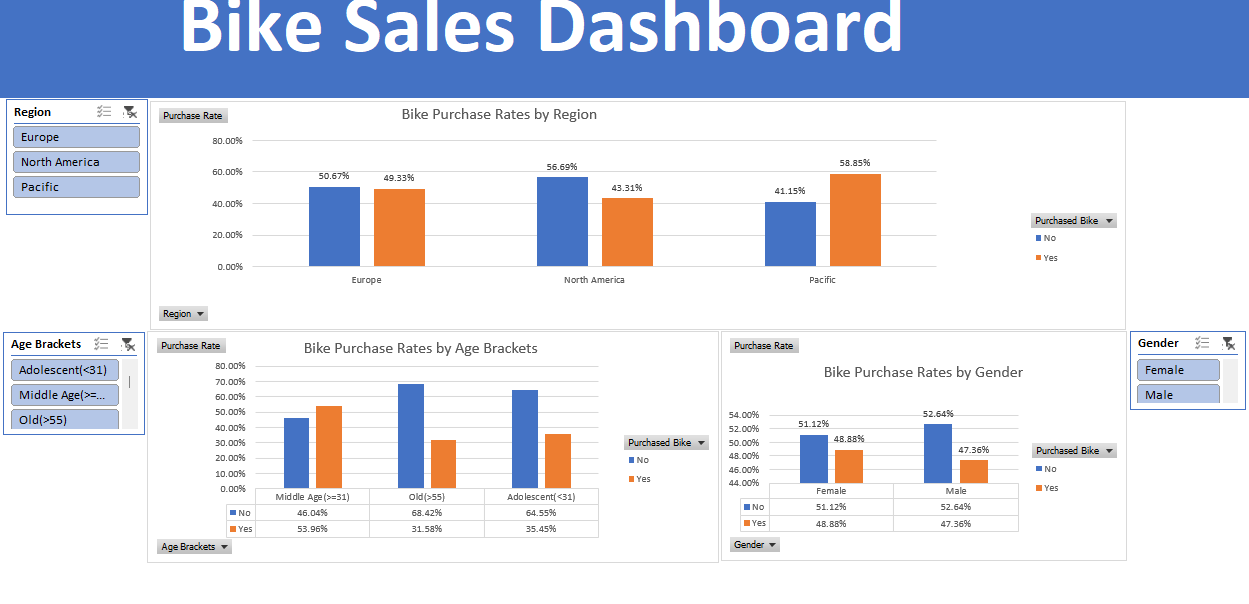 Bike Sales Dashboard
Region
Europe
North America
Pacific
Purchase Rate
Bike Purchase Rates by Region
80.00%
60.00%
40.00%
20.00%
0.00%
50.67%
49.33%
56.69%
43.31%
41.15%
58.85%
Europe
North America
Pacific
Purchased Bike
No
Yes
Region
Age Brackets
Adolescent(<31)
Middle Age(>=...
Old(>55)
Purchase Rate
Bike Purchase Rates by Age Brackets
80.00%
70.00%
60.00%
50.00%
40.00%
30.00%
20.00%
10.00%
0.00%
Middle Age(>=31) Old(>55) Adolescent(<31)
No 46.04% 68.42% 64.55%
Yes 53.96% 31.58% 35.45%
Purchased Bike
No
Yes
Age Brackets
Purchase Rate
Bike Purchase Rates by Gender
54.00%
52.00%
50.00%
48.00%
46.00%
44.00%
51.12%
48.88%
52.64%
47.36%
Female Male
No 51.12% 52.64%
Yes 48.88% 47.36%
Purchased Bike
No
Yes
Gender
Gender
Female
Male